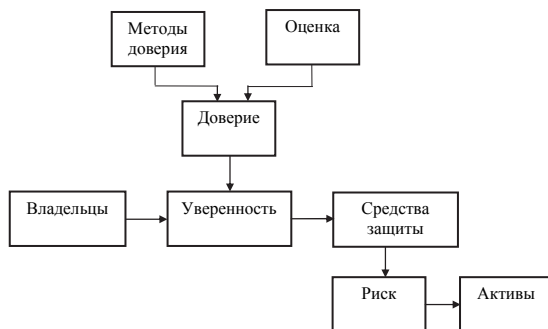 Методы
доверия
Оценка
Доверие
Владельцы
Уверенность
Средства
защиты
Риск
Активы